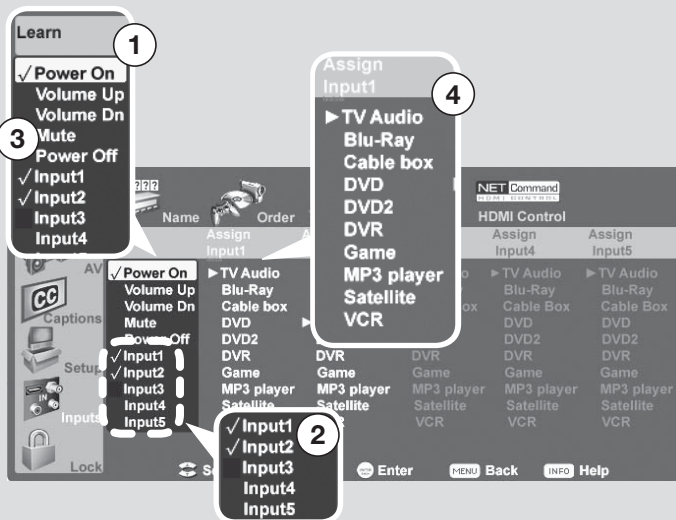 Learn
1
√ Power On
Volume Up
Volume Dn
3
Mute
Power Off
√ Input1
√ Input2
Input3
Input4
Assign
Input1
4
► TV Audio
Blu-Ray
Cable box
DVD
DVD2
DVR
Game
MP3 player
Satellite
VCR
???
Name
Order
NET Command
HDMI CONTROL
HDMI Control
AV
CC
Captions
Setup
IN
Inputs
Lock
√ Power On
Volume Up
Volume Dn
Mute
Power Off
√ Input1
√ Input2
Input3
Input4
Input5
Assign
Input1
► TV Audio
Blu-Ray
Cable box
DVD
DVD2
DVR
Game
MP3 player
Satellite
DVR
Game
MP3 player
Satellite
DVR
Game
MP3 player
Satellite
VCR
Assign
Input4
► TV Audio
Blu-Ray
Cable Box
DVD
DVD2
DVR
Game
MP3 player
Satellite
VCR
Assign
Input5
► TV Audio
Blu-Ray
Cable Box
DVD
DVD2
DVR
Game
MP3 player
Satellite
VCR
√ Input1
2
√ Input2
Input3
Input4
Input5
ENTER Enter
MENU Back
INFO Help